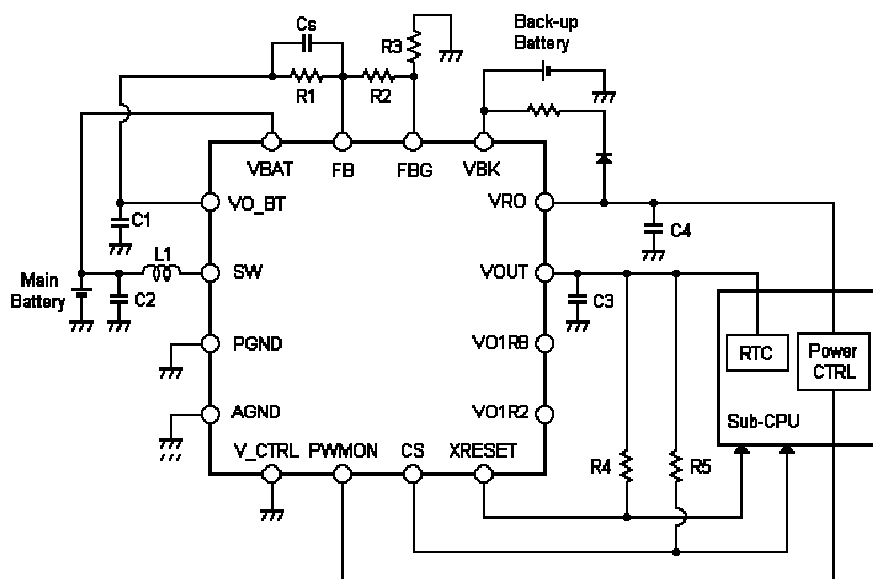 Cs
R1
R2
R3
Back-up
Battery
VBAT
FB
FBG
VBK
VO_BT
VRO
C1
C4
L1
SW
VOUT
Main
Battery
C2
C3
PGND
VO1R8
RTC
Power
CTRL
AGND
VO1R2
Sub-CPU
V_CTRL
PWMON
CS
XRESET
R4
R5